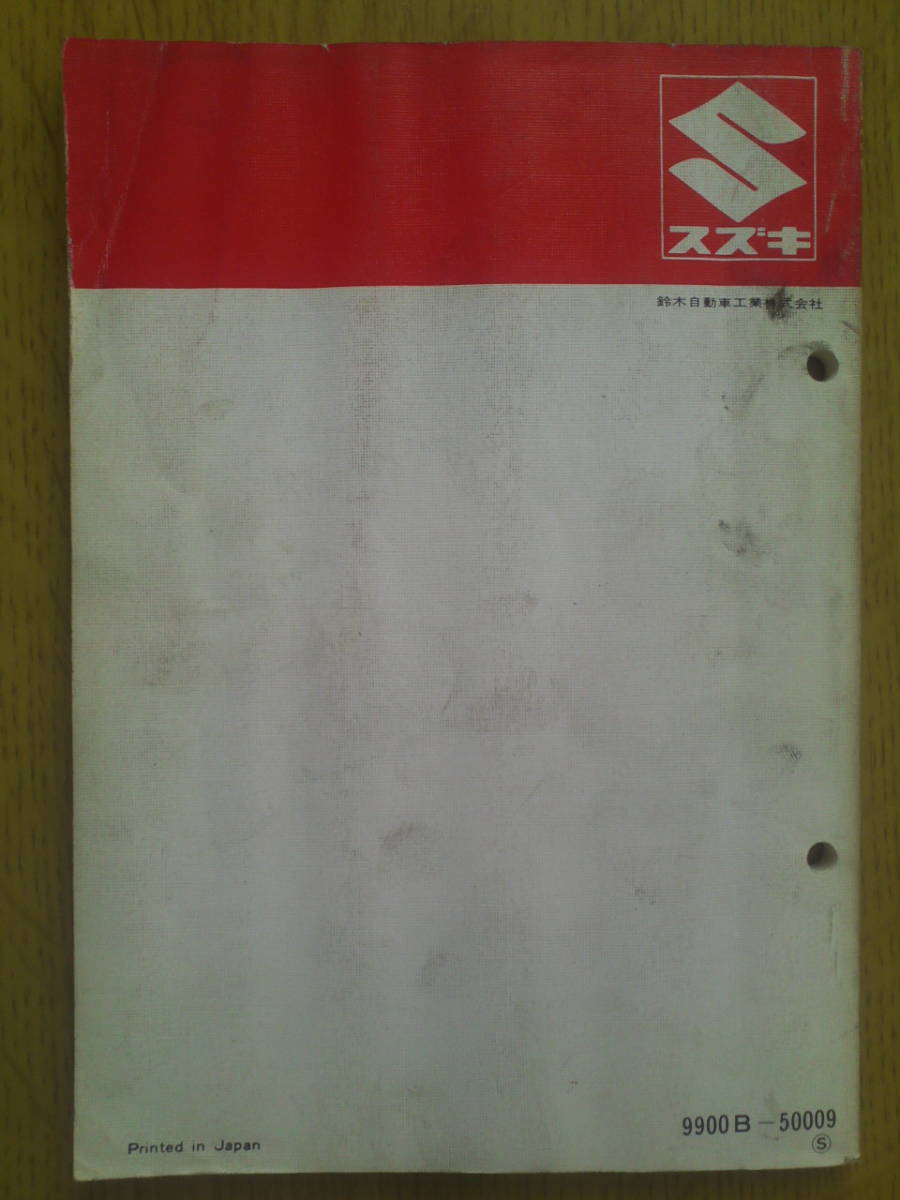 スズキ
鈴木自動車工業株式会社
9900B-50009
Ⓢ
Printed in Japan